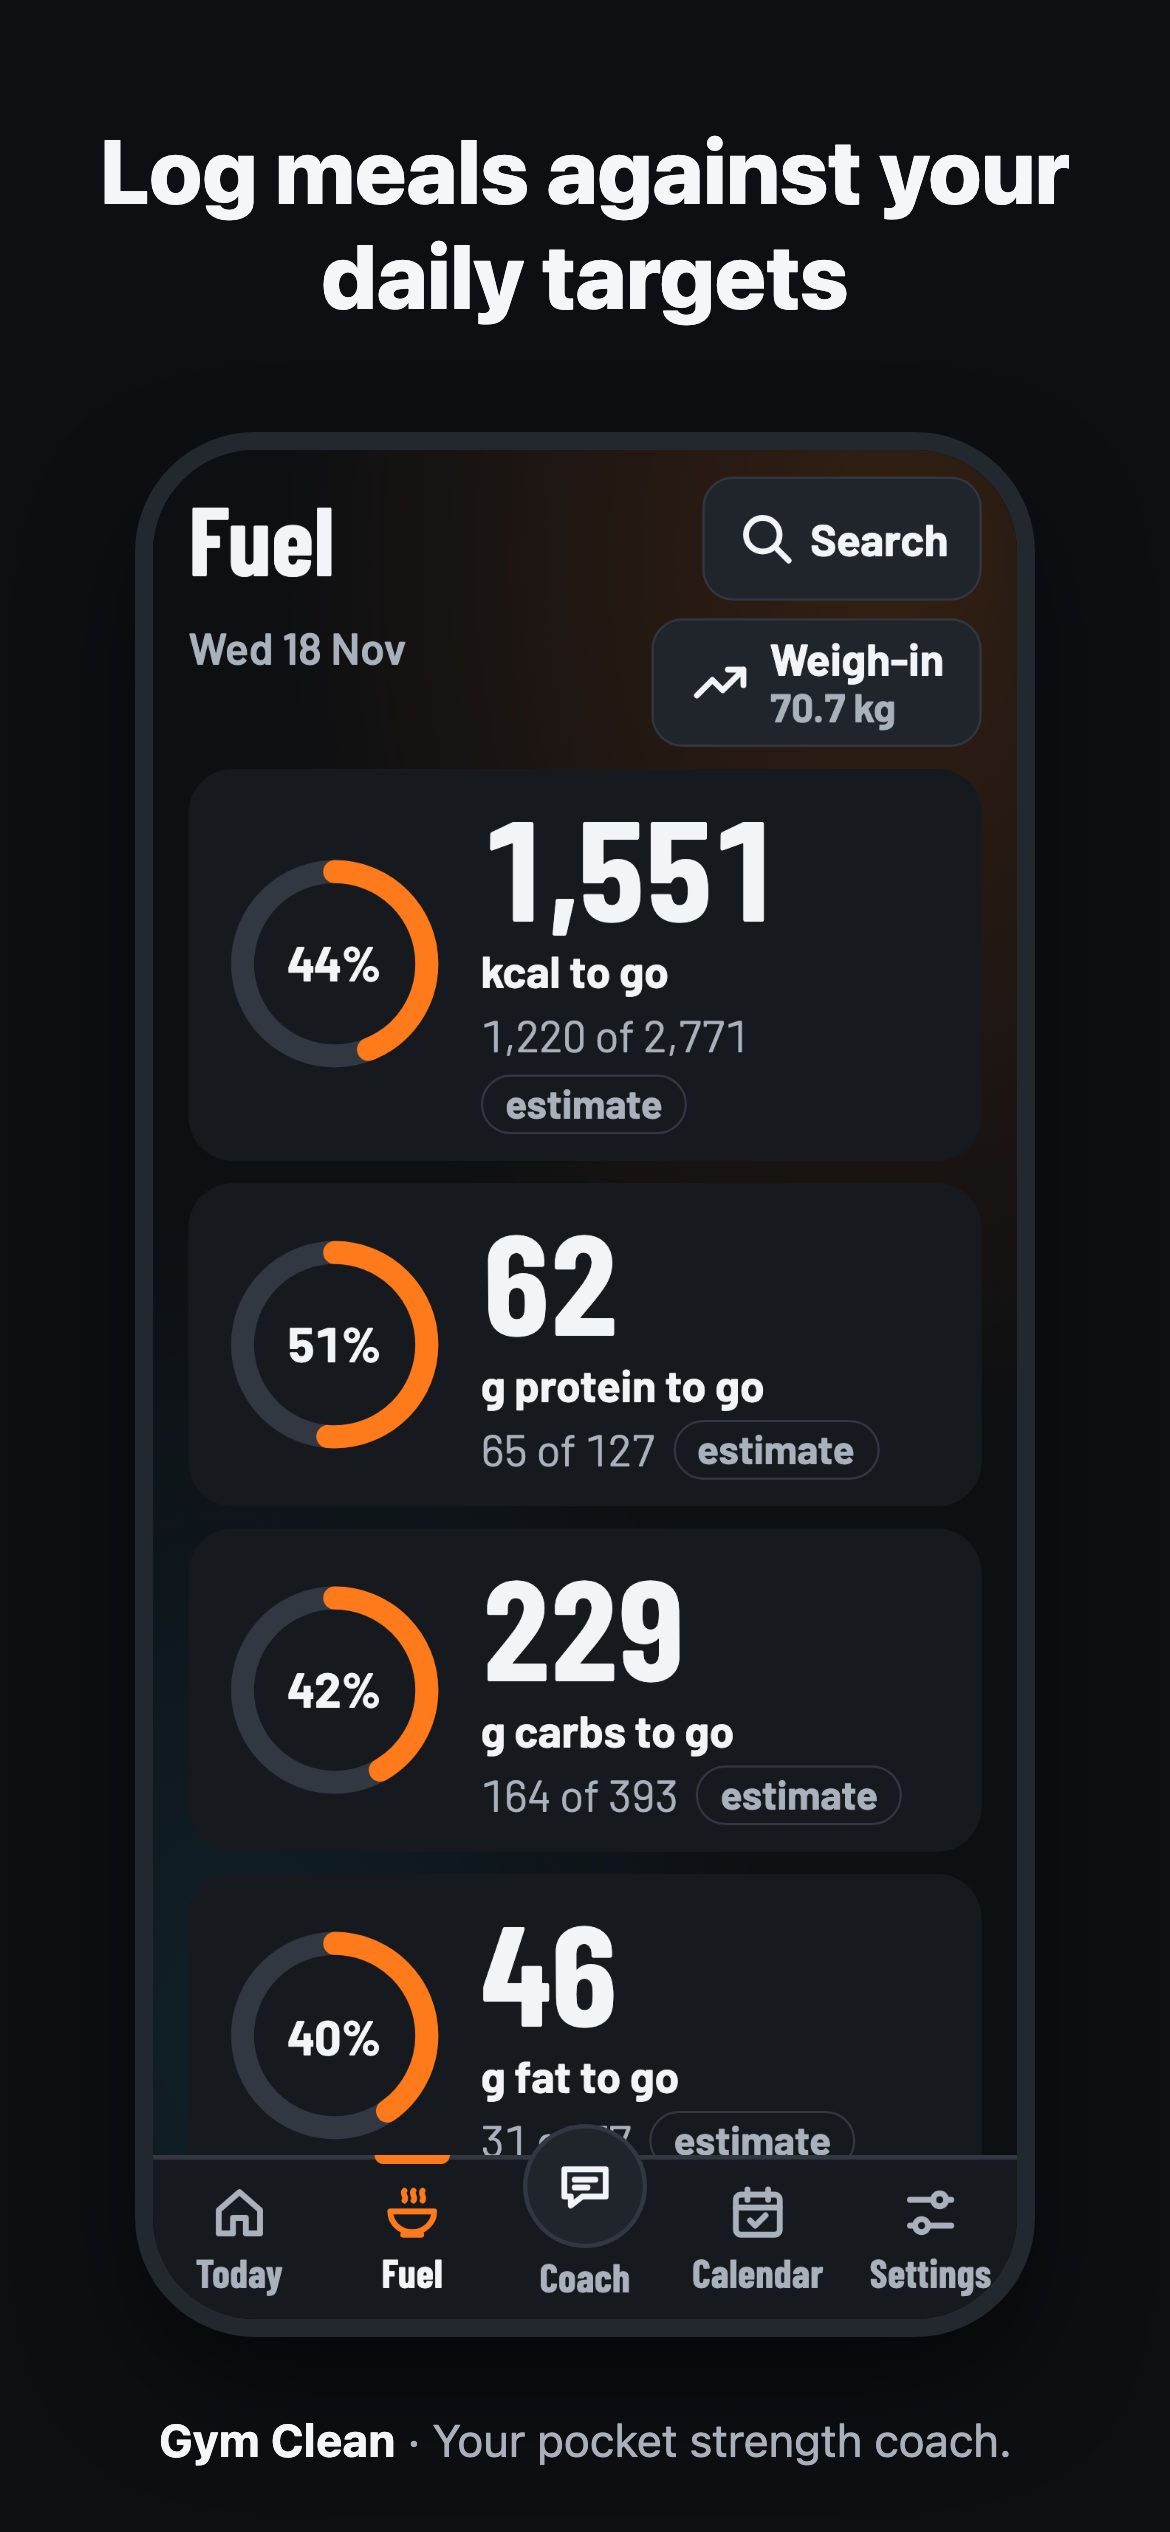 Log meals against your
daily targets
Fuel
Search
Wed 18 Nov
Weigh-in
70.7 kg
44%
1,551
kcal to go
1,220 of 2,771
estimate
51%
62
g protein to go
65 of 127 estimate
42%
229
g carbs to go
164 of 393 estimate
40%
46
g fat to go
31 estimate
Today
Fuel
Coach
Calendar
Settings
Gym Clean · Your pocket strength coach.